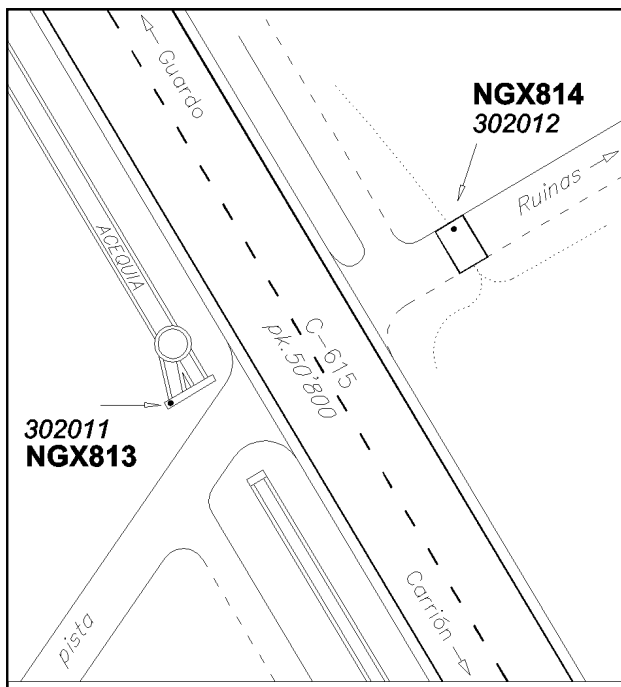 Guardo
NGX814
302012
Ruinas
ACEQUIA
C-615
pk.50'800
302011
NGX813
Carrión
pista